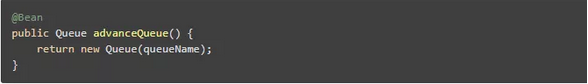 @Bean
public Queue advanceQueue() {
    return new Queue(queueName);
}